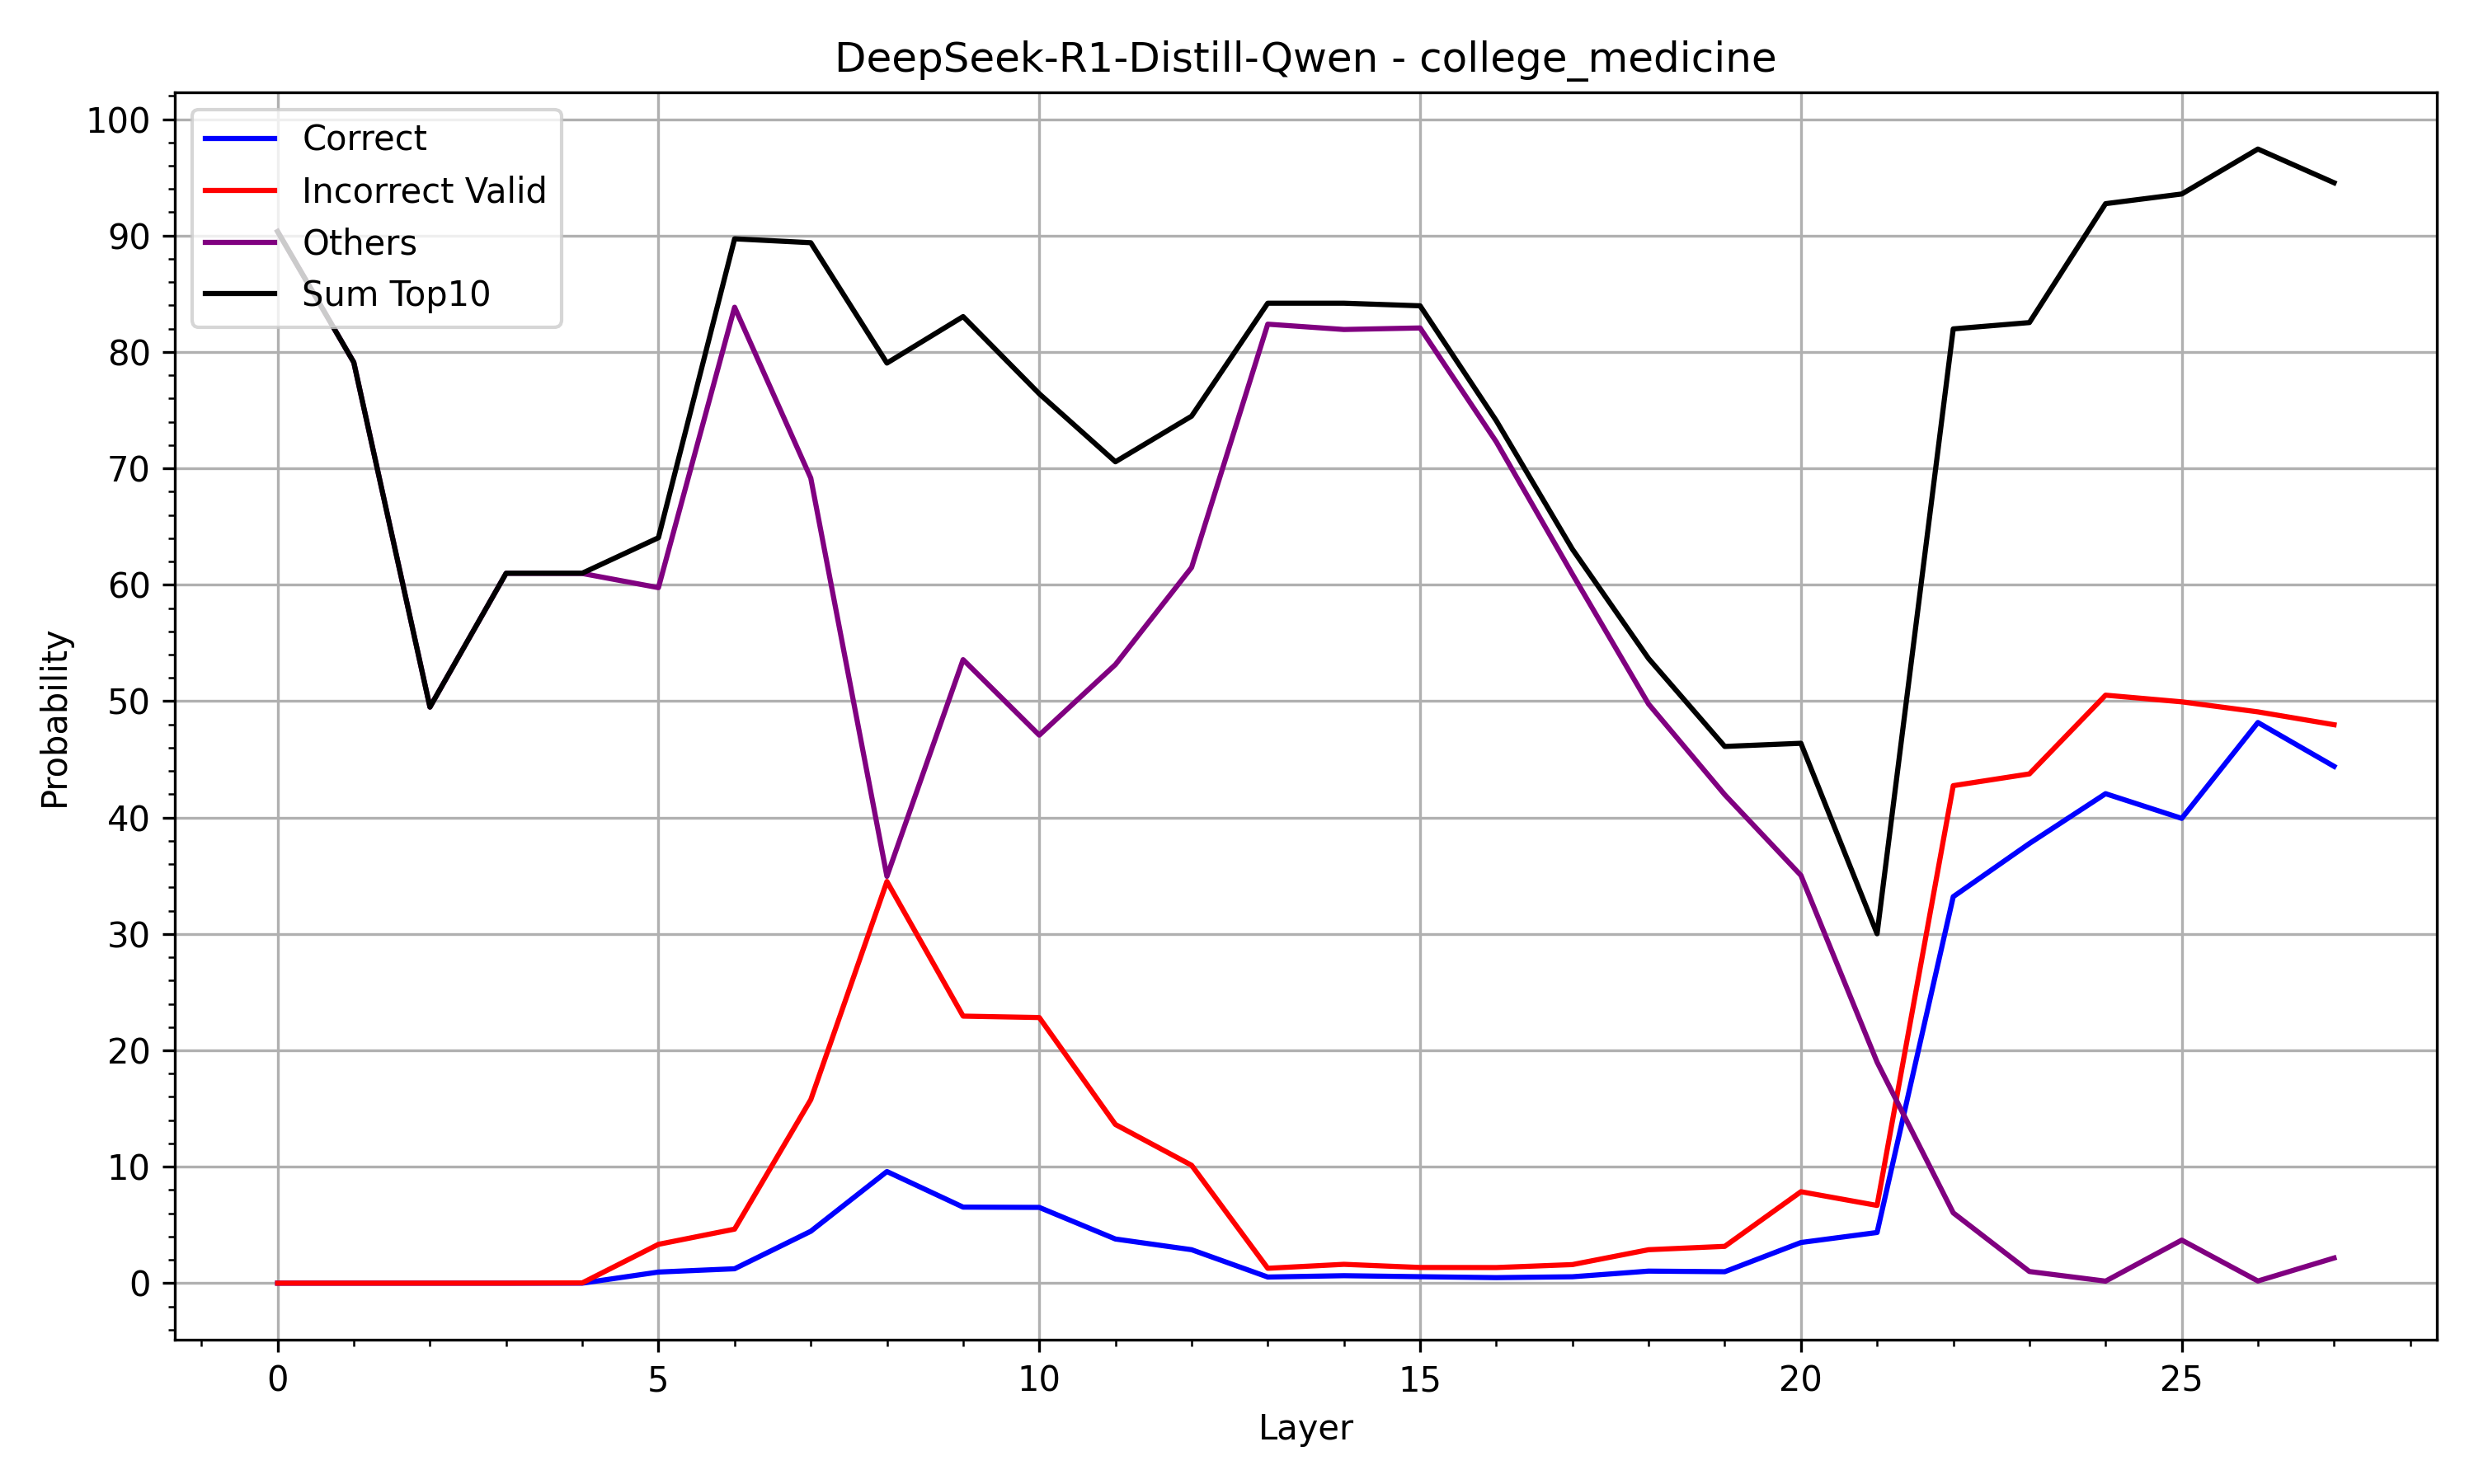 DeepSeek-R1-Distill-Qwen - college_medicine
Correct
Incorrect Valid
Others
Sum Top10
100
90
80
70
60
50
40
30
20
10
0
Probability
0 5 10 15 20 25
Layer